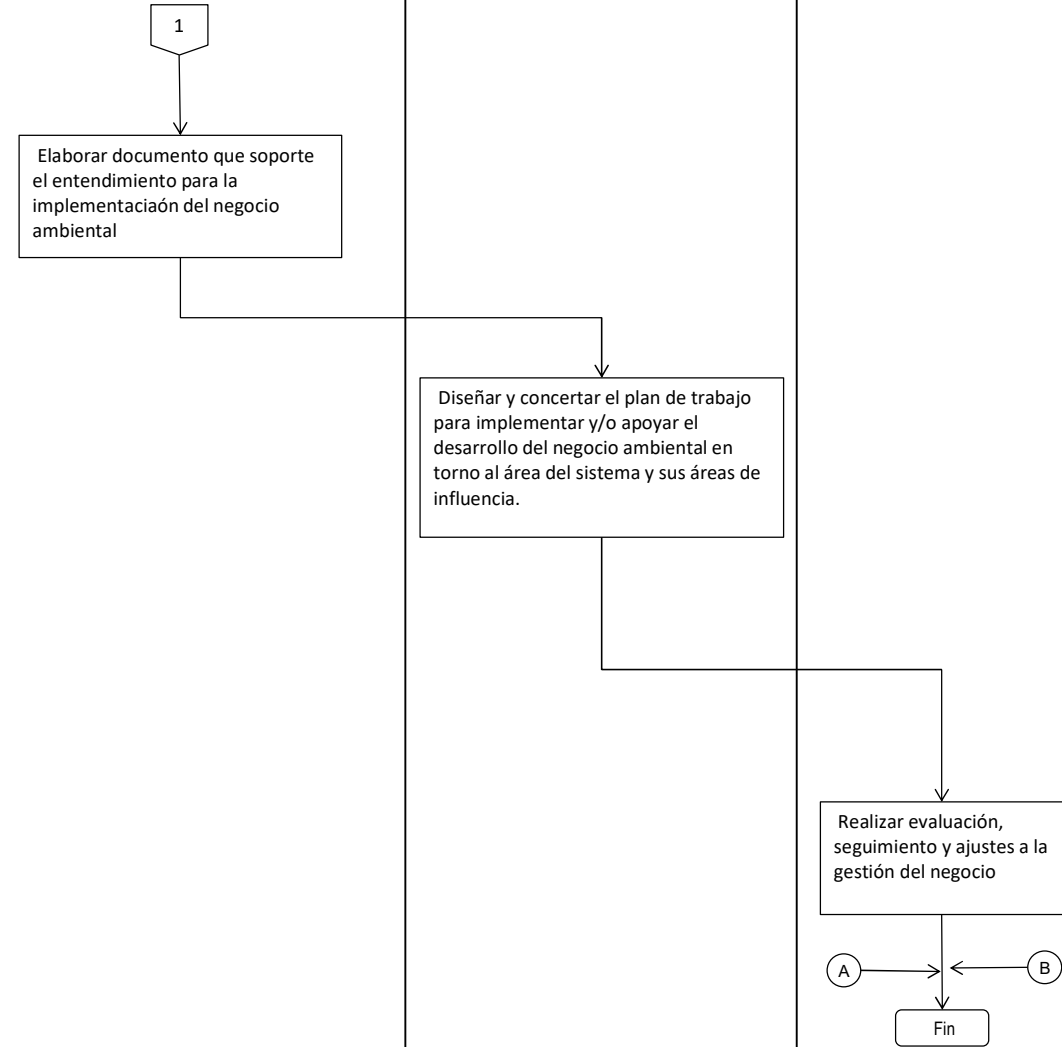 1
Elaborar documento que soporte
el entendimiento para la
implementaciaón del negocio
ambiental
Diseñar y concertar el plan de trabajo
para implementar y/o apoyar el
desarrollo del negocio ambiental en
torno al área del sistema y sus áreas de
influencia.
Realizar evaluación,
seguimiento y ajustes a la
gestión del negocio
A
B
Fin